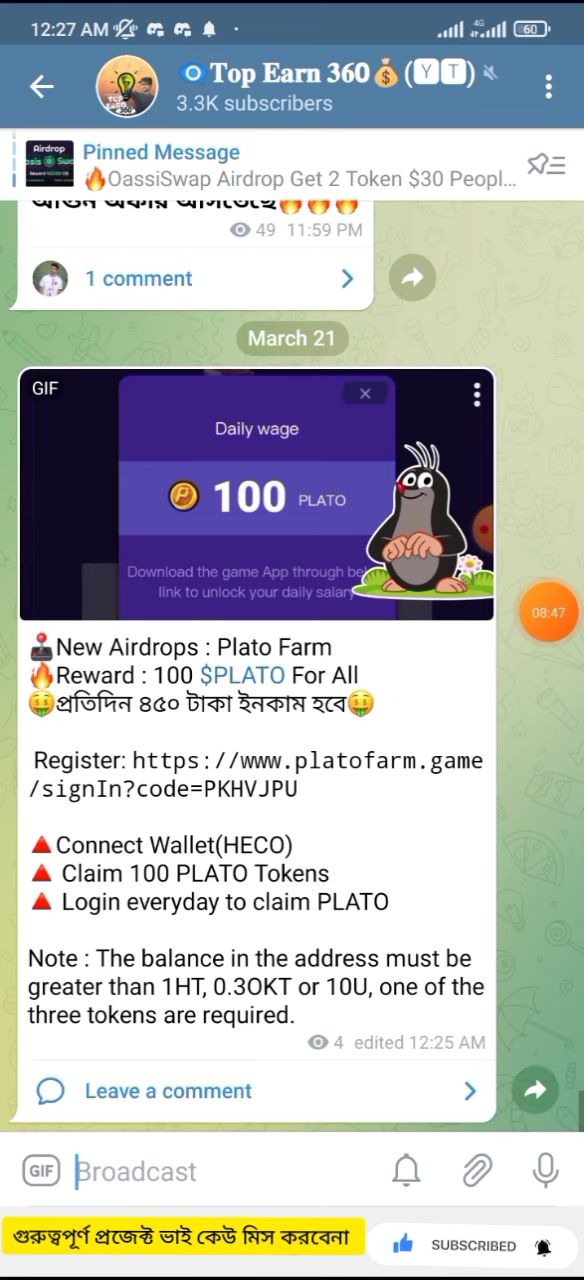 12:27 AM
4G
60
Top Earn 360 (YT)
3.3K subscribers
Airdrop
Pinned Message
🔥OassiSwap Airdrop Get 2 Token $30 Peopl...
49 11:59 PM
1 comment
March 21
GIF
Daily wage
100 PLATO
Download the game App through
link to unlock your daily salary
🕹️New Airdrops : Plato Farm
🔥Reward : 100 $PLATO For All
🤑প্রতিদিন ৪৫০ টাকা ইনকাম হবে🤑
Register: https://www.platofarm.game
/signIn?code=PKHVJPU
🔺Connect Wallet(HECO)
🔺 Claim 100 PLATO Tokens
🔺 Login everyday to claim PLATO
Note : The balance in the address must be
greater than 1HT, 0.3OKT or 10U, one of the
three tokens are required.
4 edited 12:25 AM
Leave a comment
08:47
GIF Broadcast
গুরুত্বপূর্ণ প্রজেক্ট ভাই কেউ মিস করবেনা
SUBSCRIBED